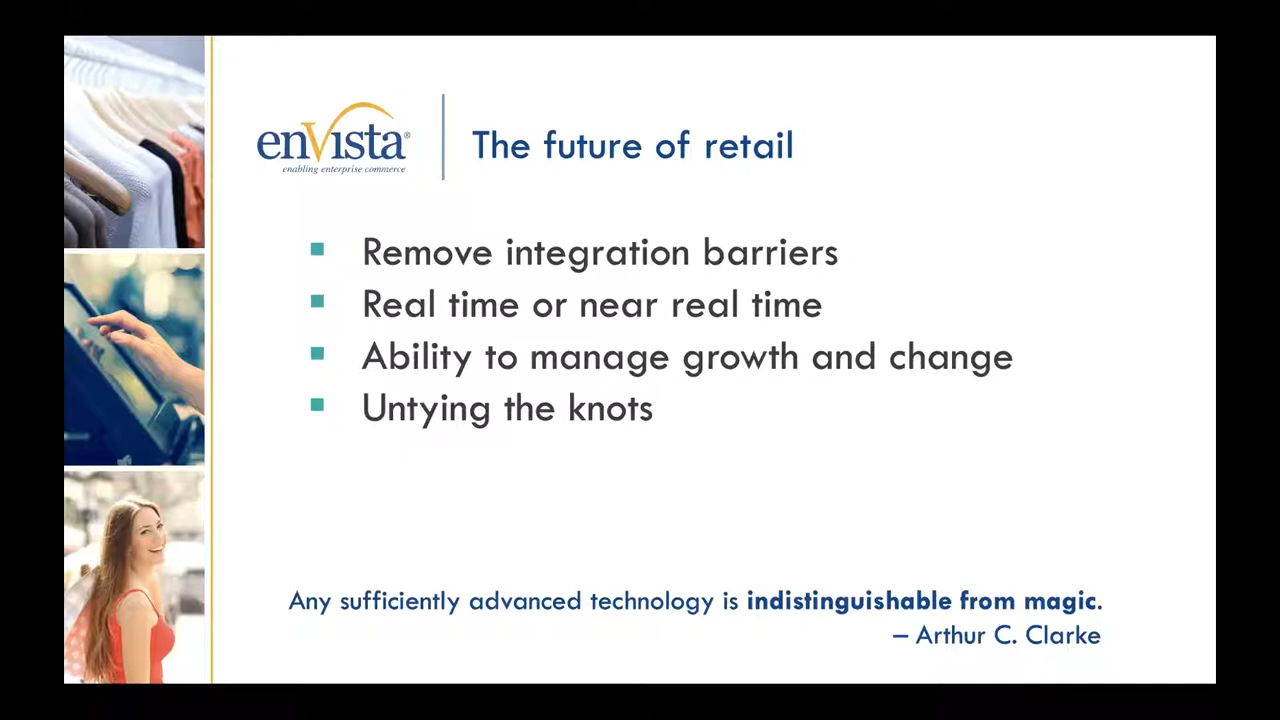 enVista®
enabling enterprise commerce
The future of retail
▪ Remove integration barriers
▪ Real time or near real time
▪ Ability to manage growth and change
▪ Untying the knots
Any sufficiently advanced technology is indistinguishable from magic.
– Arthur C. Clarke